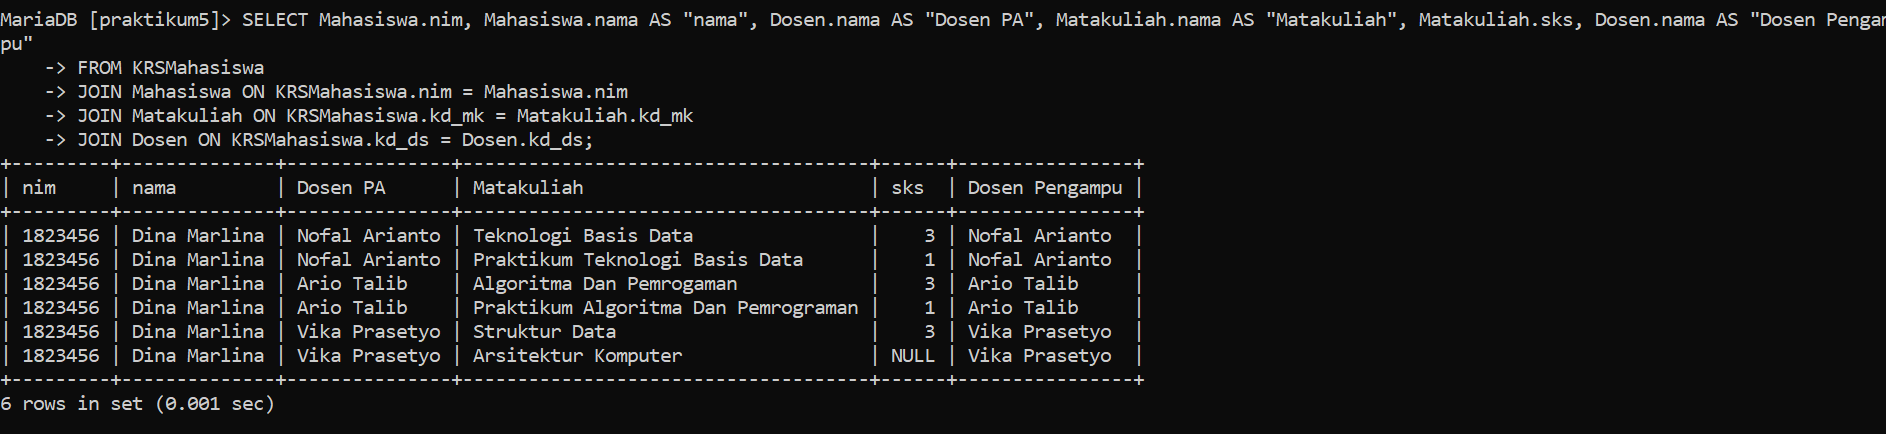 MariaDB [praktikum5]> SELECT Mahasiswa.nim, Mahasiswa.nama AS "nama", Dosen.nama AS "Dosen PA", Matakuliah.nama AS "Matakuliah", Matakuliah.sks, Dosen.nama AS "Dosen Pengam
pu"
    -> FROM KRSMahasiswa
    -> JOIN Mahasiswa ON KRSMahasiswa.nim = Mahasiswa.nim
    -> JOIN Matakuliah ON KRSMahasiswa.kd_mk = Matakuliah.kd_mk
    -> JOIN Dosen ON KRSMahasiswa.kd_ds = Dosen.kd_ds;
+---------+--------------+---------------+-------------------------------------+------+----------------+
| nim     | nama         | Dosen PA      | Matakuliah                          | sks  | Dosen Pengampu |
+---------+--------------+---------------+-------------------------------------+------+----------------+
| 1823456 | Dina Marlina | Nofal Arianto | Teknologi Basis Data                |    3 | Nofal Arianto  |
| 1823456 | Dina Marlina | Nofal Arianto | Praktikum Teknologi Basis Data      |    1 | Nofal Arianto  |
| 1823456 | Dina Marlina | Ario Talib    | Algoritma Dan Pemrogaman            |    3 | Ario Talib     |
| 1823456 | Dina Marlina | Ario Talib    | Praktikum Algoritma Dan Pemrograman |    1 | Ario Talib     |
| 1823456 | Dina Marlina | Vika Prasetyo | Struktur Data                       |    3 | Vika Prasetyo  |
| 1823456 | Dina Marlina | Vika Prasetyo | Arsitektur Komputer                 | NULL | Vika Prasetyo  |
+---------+--------------+---------------+-------------------------------------+------+----------------+
6 rows in set (0.001 sec)